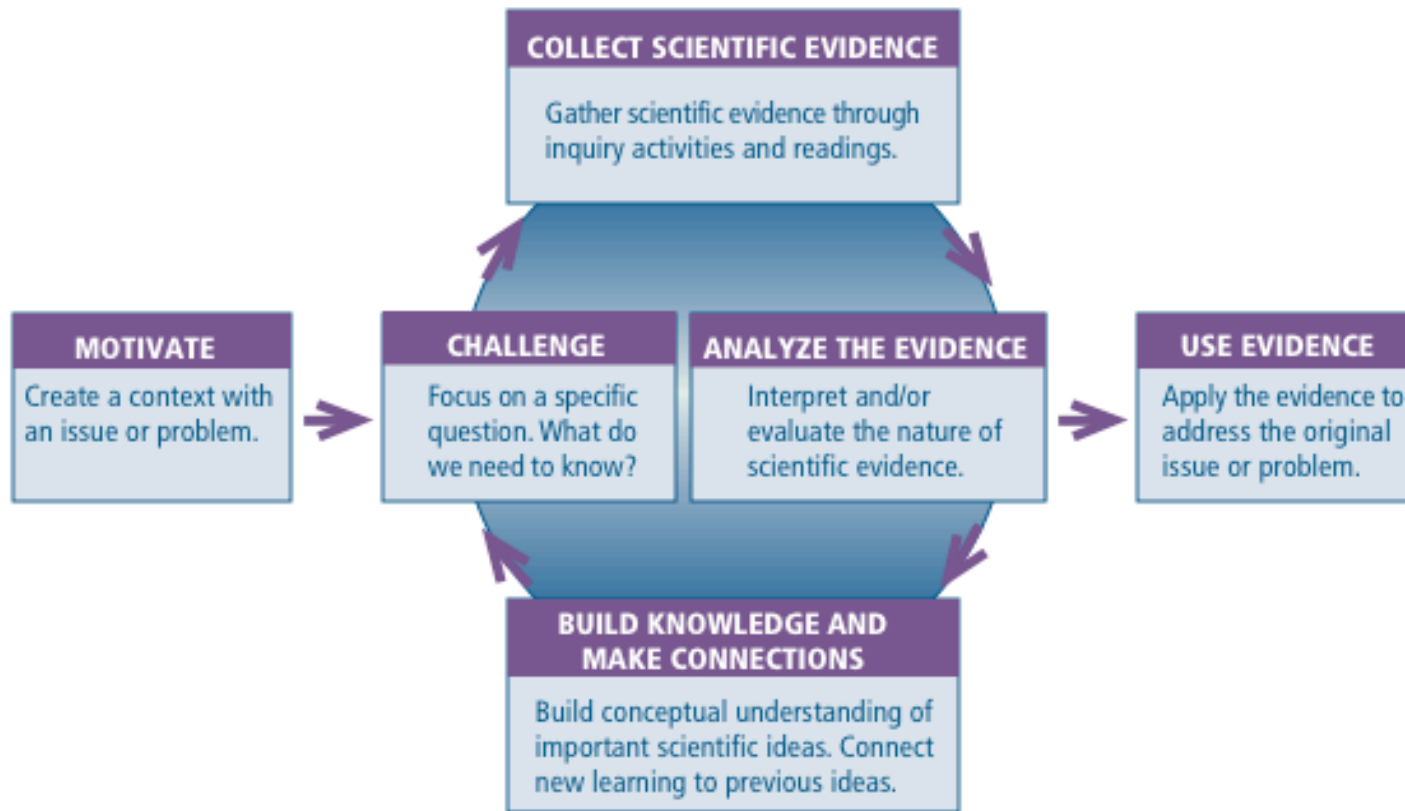 COLLECT SCIENTIFIC EVIDENCE
Gather scientific evidence through
inquiry activities and readings.
MOTIVATE
Create a context with
an issue or problem.
CHALLENGE
Focus on a specific
question. What do
we need to know?
ANALYZE THE EVIDENCE
Interpret and/or
evaluate the nature of
scientific evidence.
USE EVIDENCE
Apply the evidence to
address the original
issue or problem.
BUILD KNOWLEDGE AND
MAKE CONNECTIONS
Build conceptual understanding of
important scientific ideas. Connect
new learning to previous ideas.